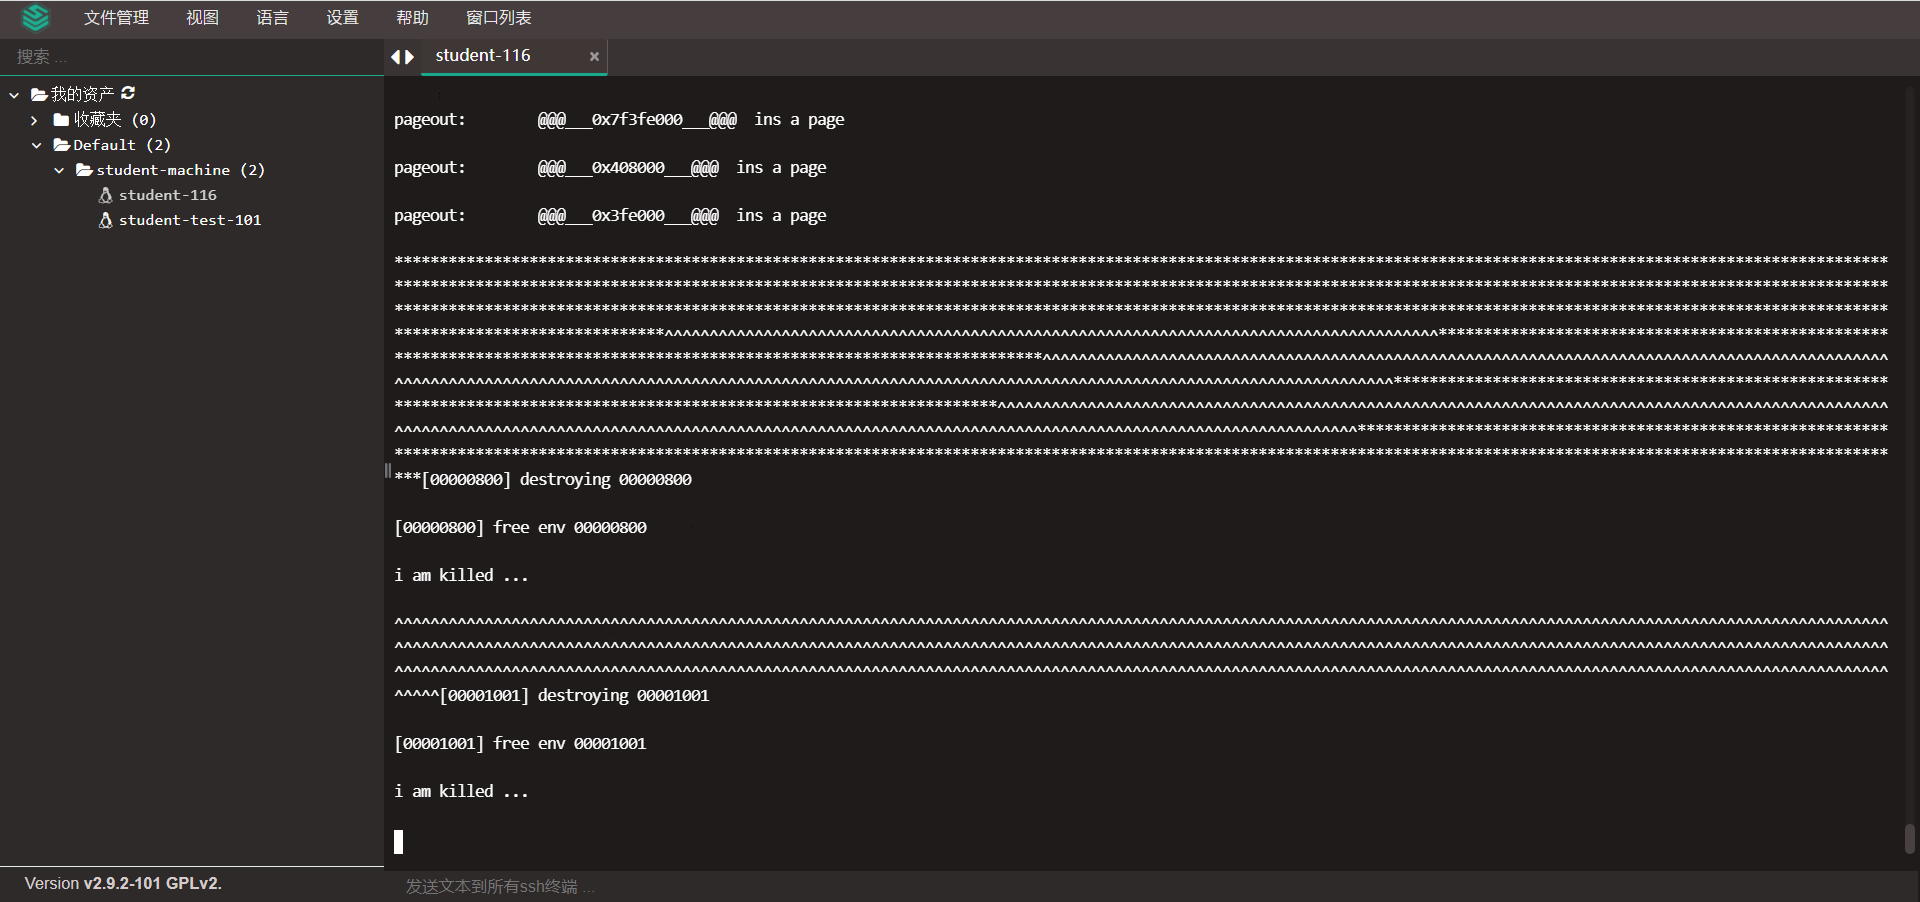 文件管理 视图 语言 设置 帮助 窗口列表
搜索 ...
student-116 ×
我的资产
收藏夹 (0)
Default (2)
student-machine (2)
student-116
student-test-101
pageout: @@@___0x7f3fe000___@@@ ins a page
pageout: @@@___0x408000___@@@ ins a page
pageout: @@@___0x3fe000___@@@ ins a page
***[00000800] destroying 00000800
[00000800] free env 00000800
i am killed ...
^^^^^[00001001] destroying 00001001
[00001001] free env 00001001
i am killed ...
Version v2.9.2-101 GPLv2.
发送文本到所有ssh终端 ...